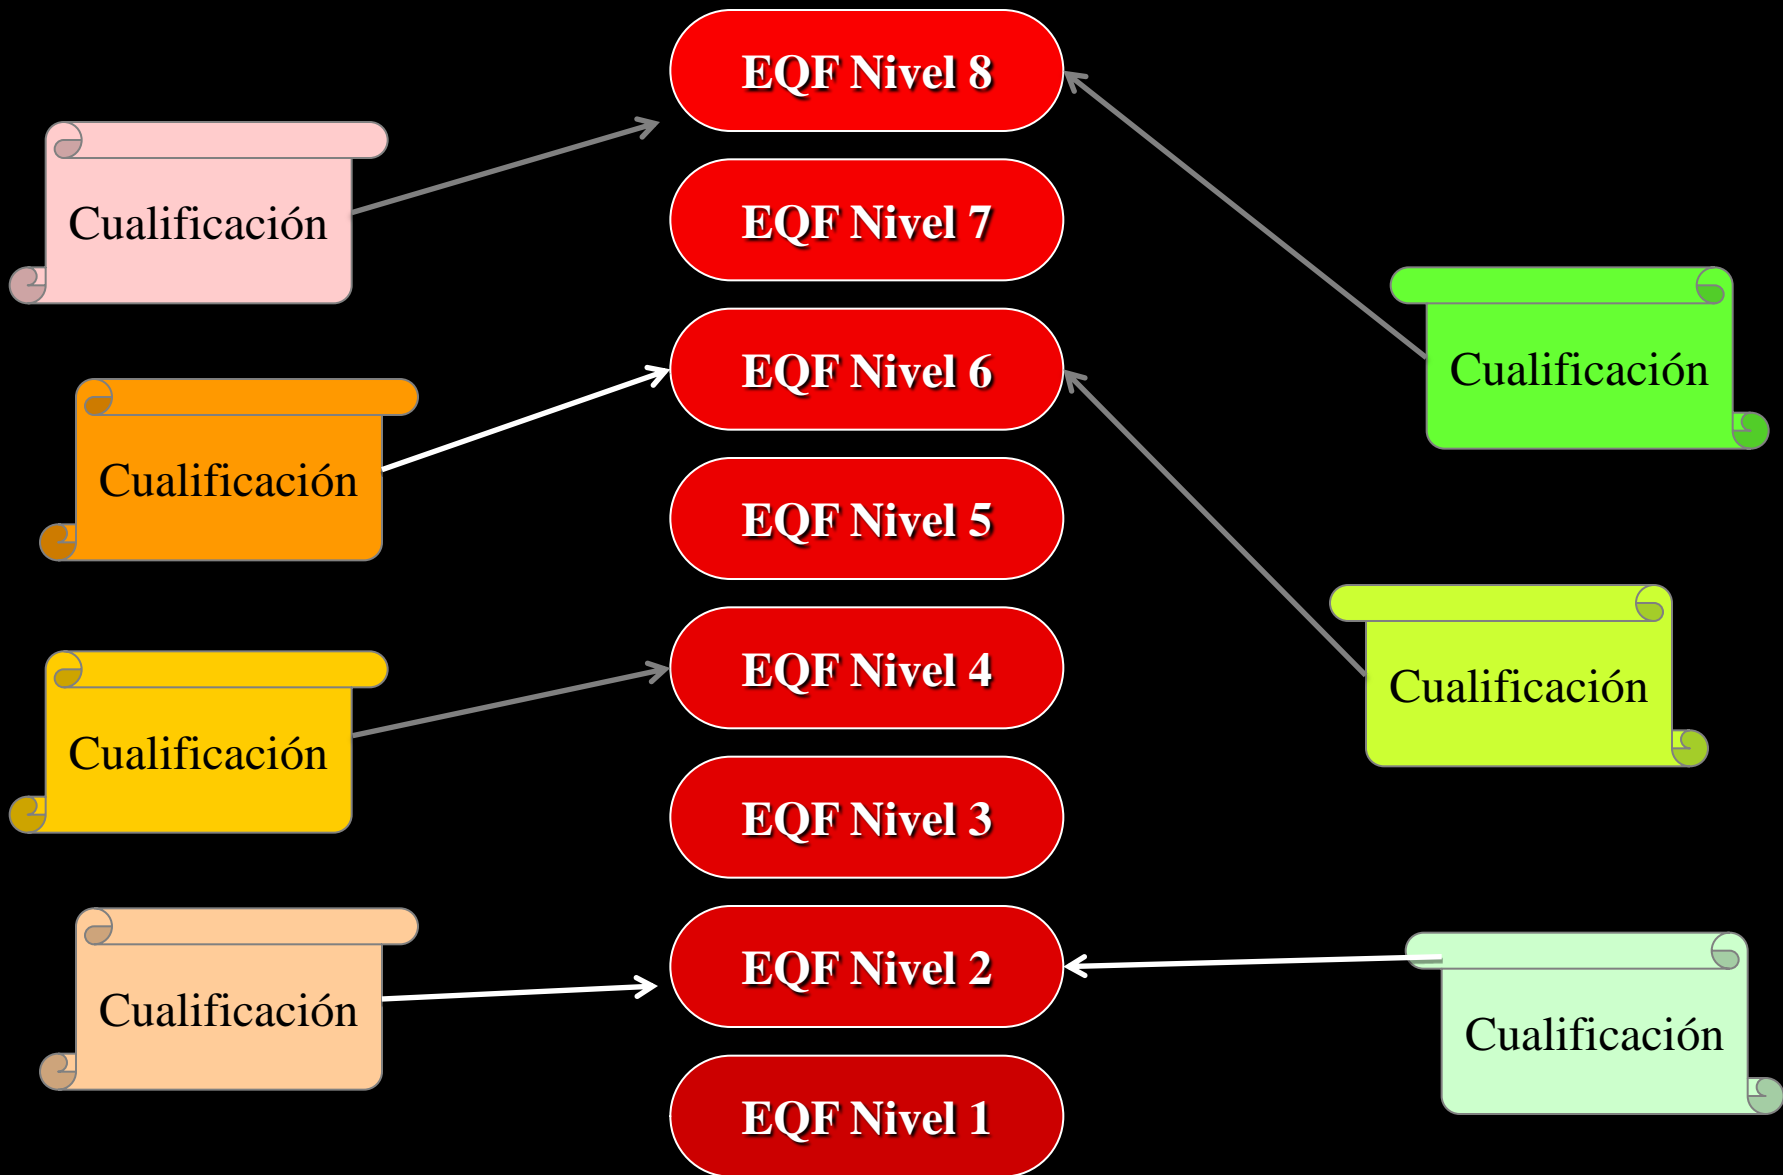 EQF Nivel 8
Cualificación
EQF Nivel 7
EQF Nivel 6
Cualificación
Cualificación
EQF Nivel 5
EQF Nivel 4
Cualificación
Cualificación
EQF Nivel 3
EQF Nivel 2
Cualificación
Cualificación
EQF Nivel 1